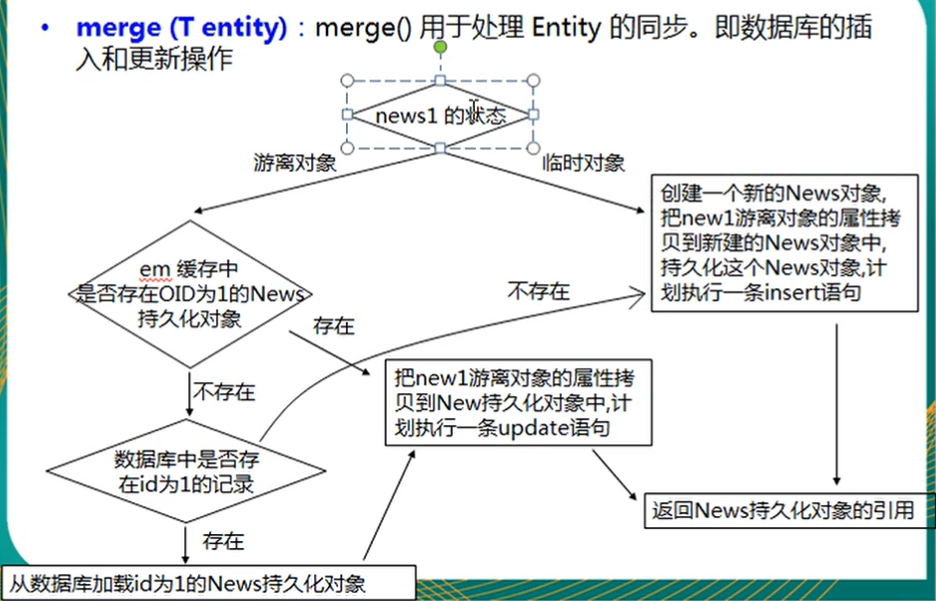 • merge (T entity)：merge() 用于处理 Entity 的同步。即数据库的插
入和更新操作
news1 的状态
游离对象
临时对象
创建一个新的News对象,
把new1游离对象的属性拷
贝到新建的News对象中,
持久化这个News对象,计
划执行一条insert语句
em 缓存中
是否存在OID为1的News
持久化对象
不存在
存在
把new1游离对象的属性拷
贝到New持久化对象中,计
划执行一条update语句
不存在
数据库中是否存
在id为1的记录
返回News持久化对象的引用
存在
从数据库加载id为1的News持久化对象